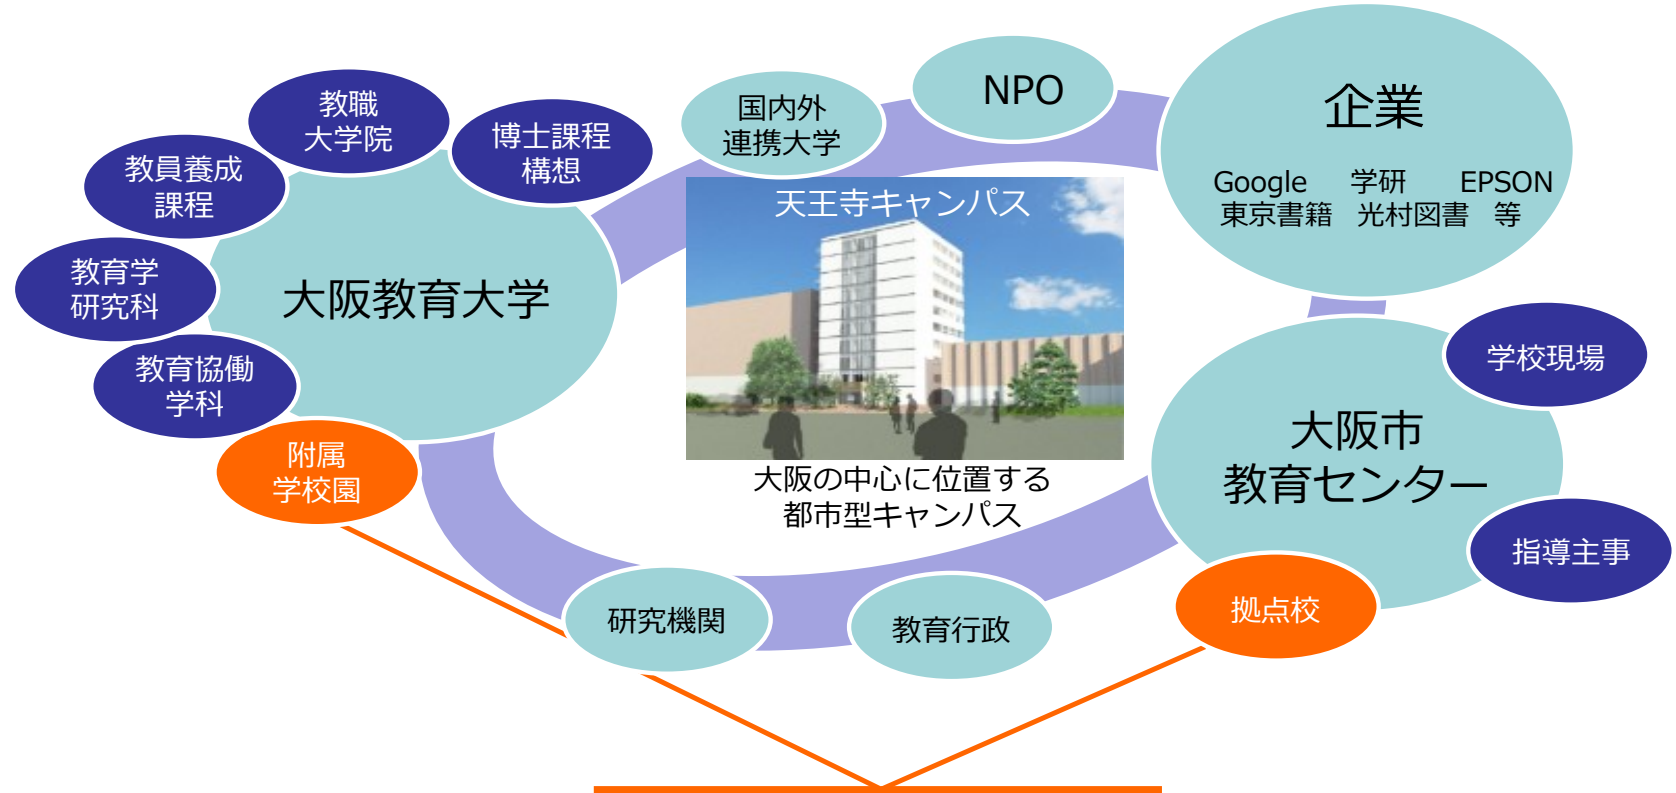 教職
大学院
博士課程
構想
教員養成
課程
教育学
研究科
教育協働
学科
附属
学校園
大阪教育大学
国内外
連携大学
NPO
企業
Google 学研 EPSON
東京書籍 光村図書 等
天王寺キャンパス
大阪の中心に位置する
都市型キャンパス
学校現場
大阪市
教育センター
指導主事
拠点校
研究機関
教育行政